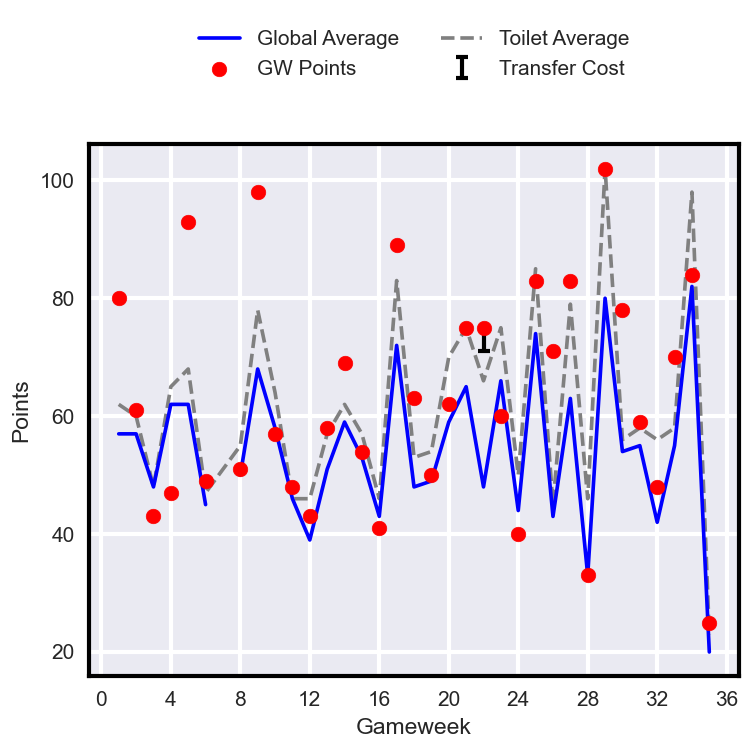 Global Average
Toilet Average
GW Points
Transfer Cost
100
80
60
40
20
Points
0 4 8 12 16 20 24 28 32 36
Gameweek